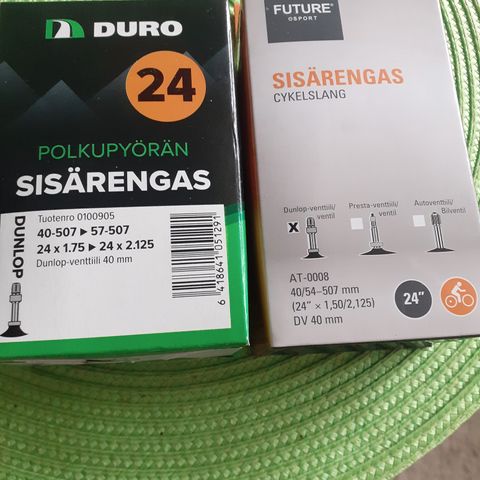 DURO
24
POLKUPYÖRÄN
SISÄRENGAS
DUNLOP
Tuotenro 0100905
40-507 ► 57-507
24 x 1.75 ► 24 x 2.125
Dunlop-venttiili 40 mm
6 418641 051291
FUTURE®
SPORT
SISÄRENGAS
CYKELSLANG
Dunlop-venttiili/
ventil
X
Presta-venttiili/
ventil
Autoventtiili/
Bilventil
AT-0008
40/54–507 mm
(24” × 1,50/2,125)
DV 40 mm
24”